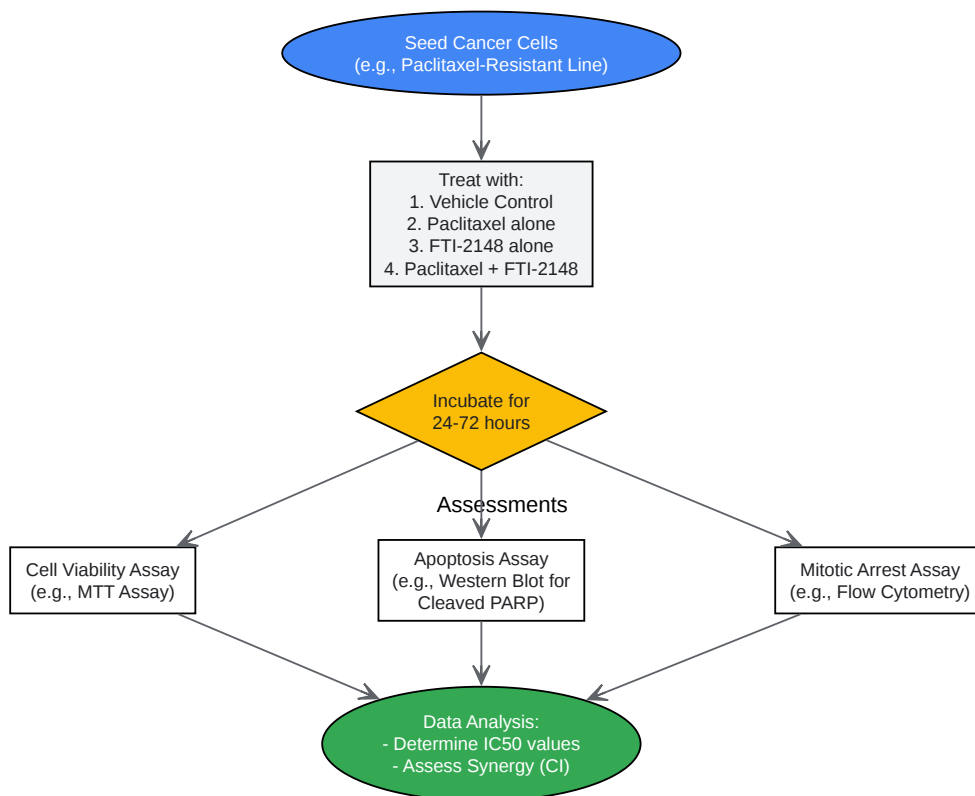 Seed Cancer Cells
(e.g., Paclitaxel-Resistant Line)
Treat with:
1. Vehicle Control
2. Paclitaxel alone
3. FTI-2148 alone
4. Paclitaxel + FTI-2148
Incubate for
24-72 hours
Assessments
Cell Viability Assay
(e.g., MTT Assay)
Apoptosis Assay
(e.g., Western Blot for
Cleaved PARP)
Mitotic Arrest Assay
(e.g., Flow Cytometry)
Data Analysis:
- Determine IC50 values
- Assess Synergy (CI)